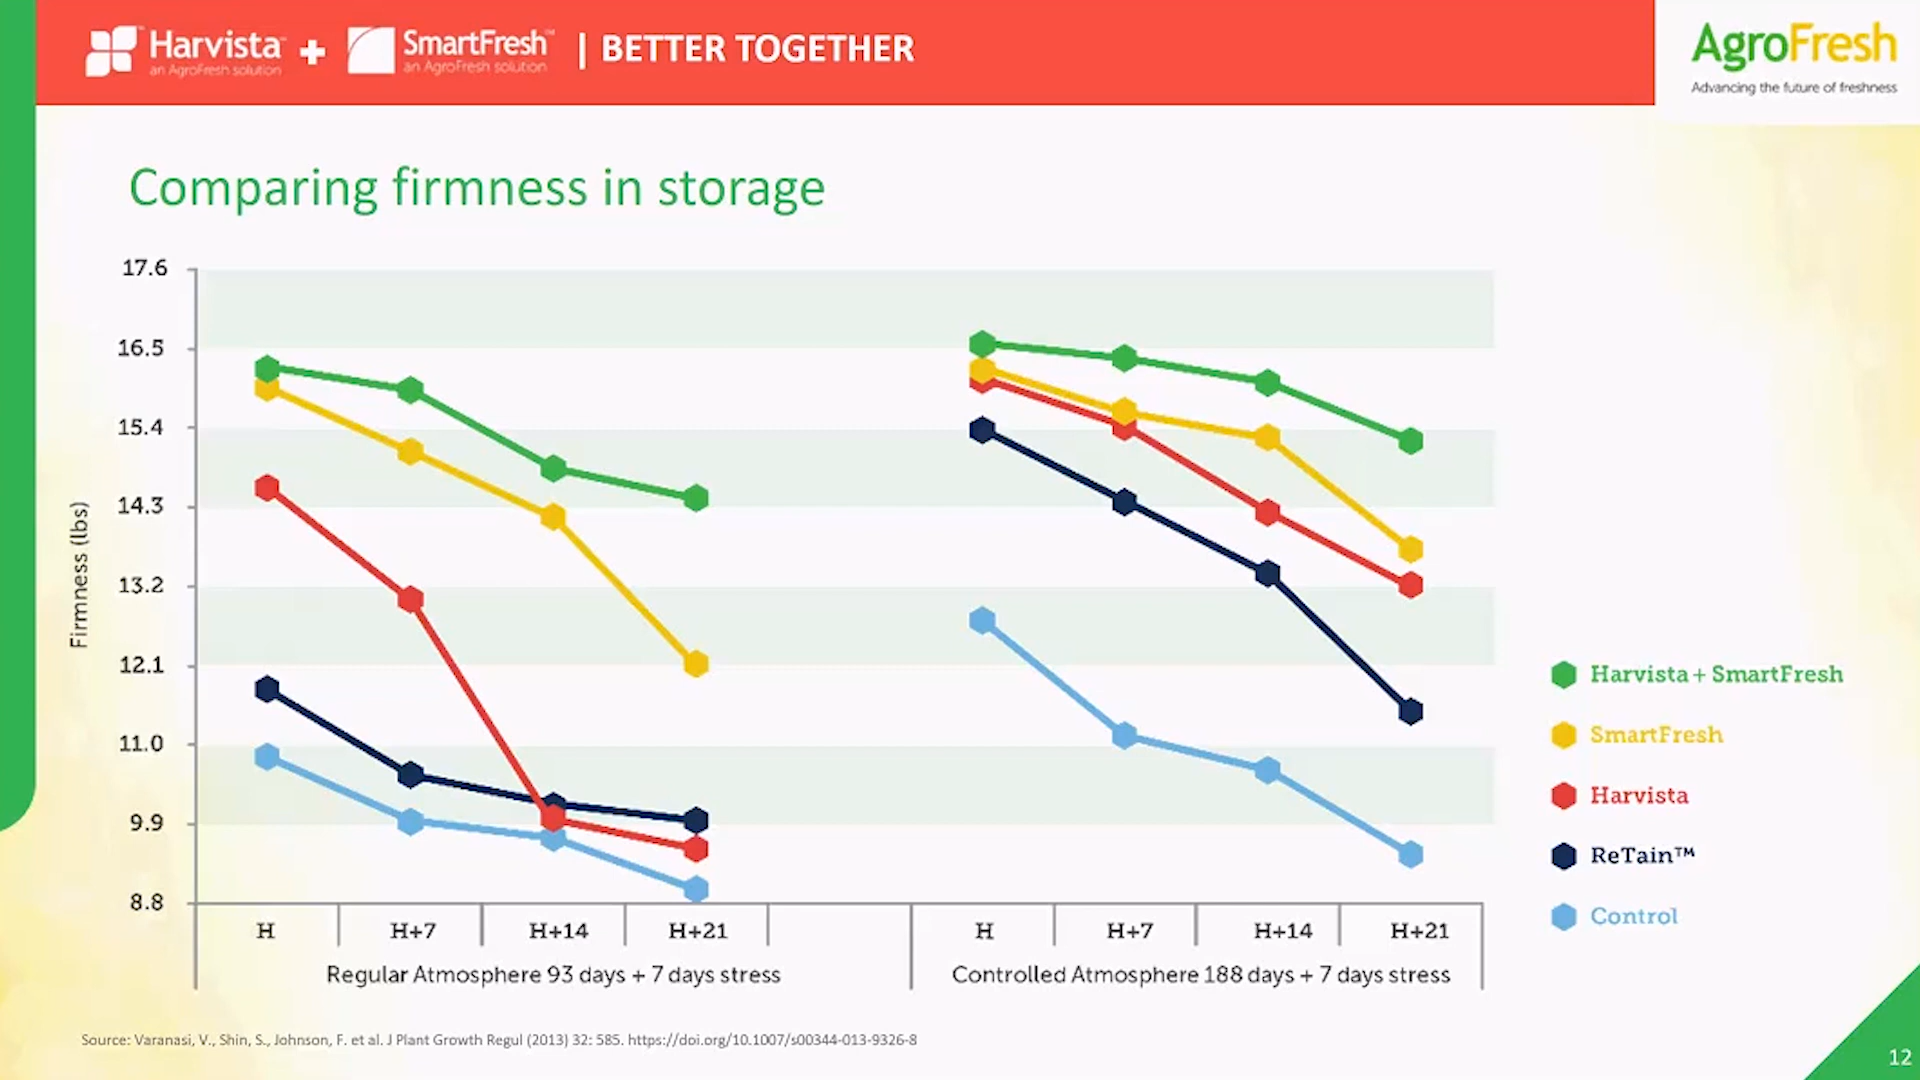 Harvista™ + SmartFresh™ | BETTER TOGETHER
an AgroFresh solution an AgroFresh solution
AgroFresh
Advancing the future of freshness
Comparing firmness in storage
Firmness (lbs)
17.6
16.5
15.4
14.3
13.2
12.1
11.0
9.9
8.8
H H+7 H+14 H+21 H H+7 H+14 H+21
Regular Atmosphere 93 days + 7 days stress
Controlled Atmosphere 188 days + 7 days stress
Harvista + SmartFresh
SmartFresh
Harvista
ReTain™
Control
Source: Varanasi, V., Shin, S., Johnson, F. et al. J Plant Growth Regul (2013) 32: 585. https://doi.org/10.1007/s00344-013-9326-8
12